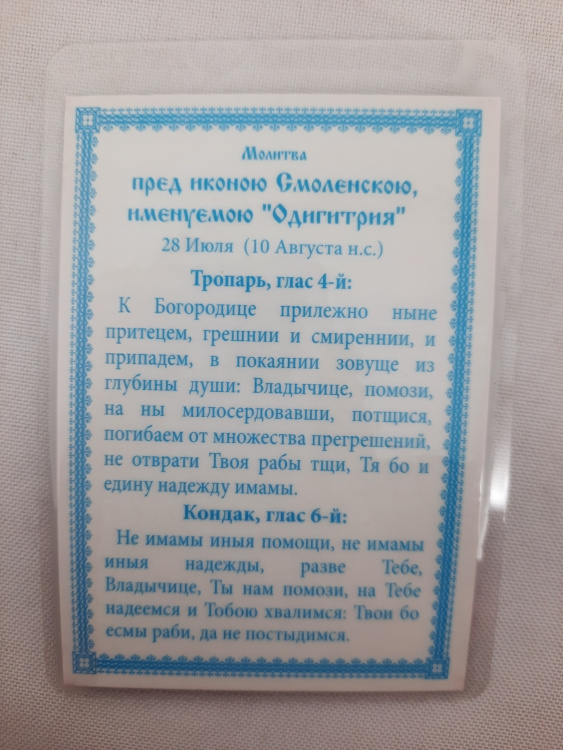 Молитва
пред иконою Смоленскою,
именуемою "Одигитрия"
28 Июля (10 Августа н.с.)
Тропарь, глас 4-й:
К Богородице прилежно ныне
притецем, грешнии и смиреннии, и
припадем, в покаянии зовуще из
глубины души: Владычице, помози,
на ны милосердовавши, потщися,
погибаем от множества прегрешений,
не отврати Твоя рабы тщи, Тя бо и
едину надежду имамы.
Кондак, глас 6-й:
Не имамы иныя помощи, не имамы
иныя надежды, разве Тебе,
Владычице, Ты нам помози, на Тебе
надеемся и Тобою хвалимся: Твои бо
есмы раби, да не постыдимся.